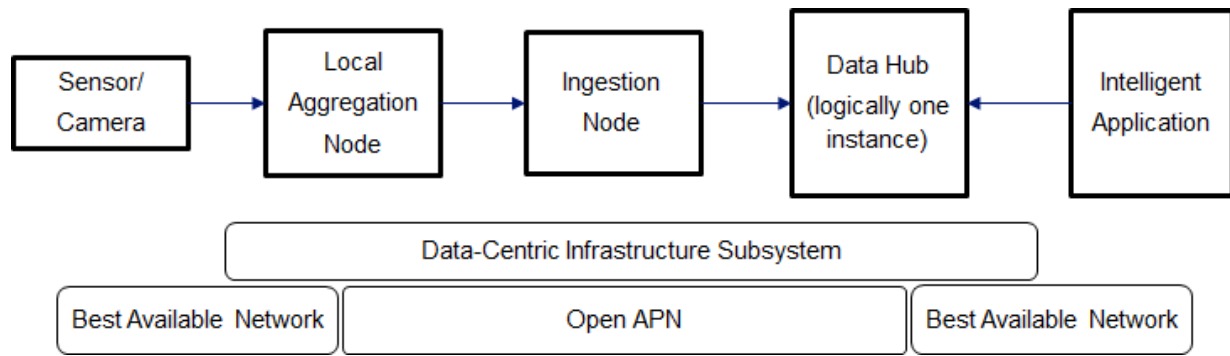 Sensor/
Camera
Local
Aggregation
Node
Ingestion
Node
Data Hub
(logically one
instance)
Intelligent
Application
Data-Centric Infrastructure Subsystem
Best Available Network
Open APN
Best Available Network